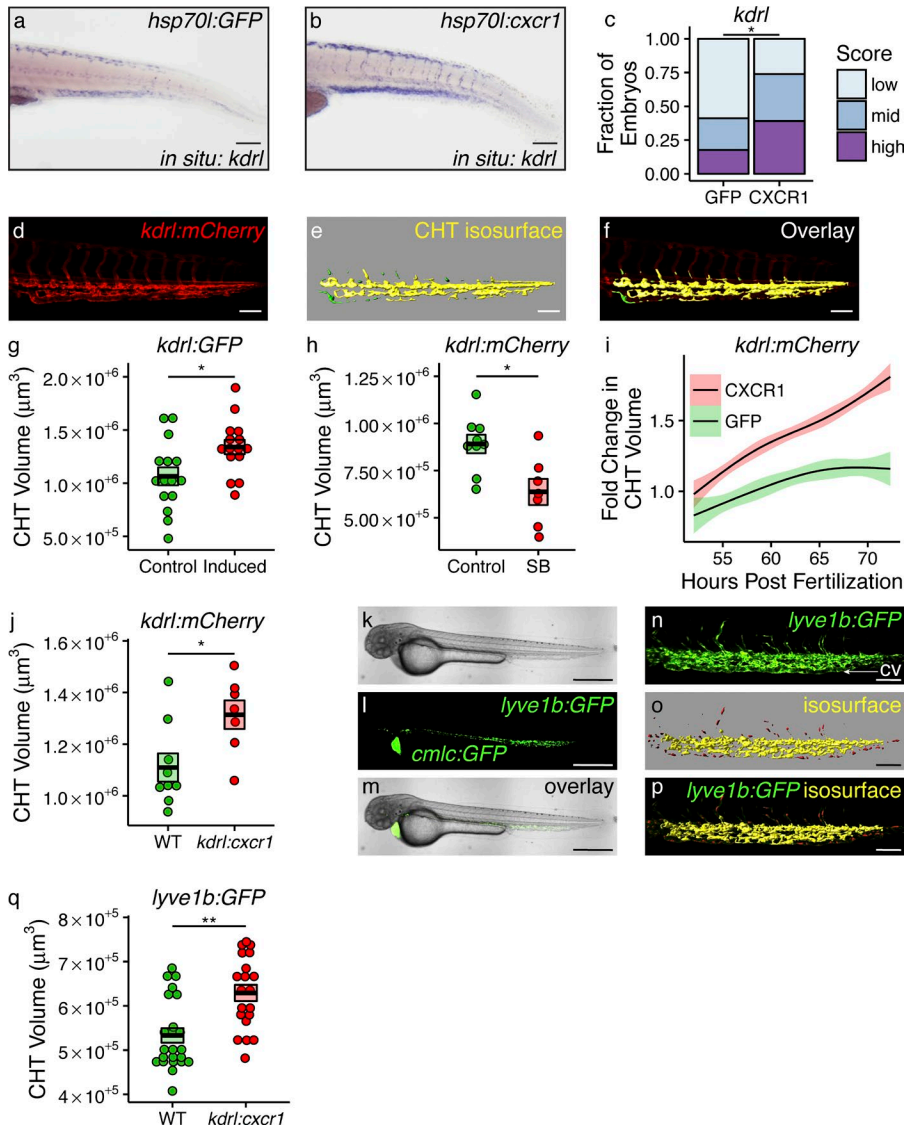 a
hsp70l:GFP
in situ: kdrl
b
hsp70l:cxcr1
in situ: kdrl
c
kdrl
*
Fraction of
Embryos
1.00
0.75
0.50
0.25
0.00
GFP CXCR1
Score
low
mid
high
d
kdrl:mCherry
e
CHT isosurface
f
Overlay
g
kdrl:GFP
*
CHT Volume (μm³)
2.0×10⁺⁶
1.5×10⁺⁶
1.0×10⁺⁶
5.0×10⁺⁵
Control Induced
h
kdrl:mCherry
*
CHT Volume (μm³)
1.25×10⁺⁶
1.00×10⁺⁶
7.50×10⁺⁵
5.00×10⁺⁵
Control SB
i
kdrl:mCherry
CXCR1
GFP
Fold Change in
CHT Volume
1.5
1.0
55 60 65 70
Hours Post Fertilization
j
kdrl:mCherry
*
CHT Volume (μm³)
1.6×10⁺⁶
1.4×10⁺⁶
1.2×10⁺⁶
1.0×10⁺⁶
WT kdrl:cxcr1
k
l
lyve1b:GFP
cmlc:GFP
m
overlay
n
lyve1b:GFP
cv
o
isosurface
p
lyve1b:GFP isosurface
q
lyve1b:GFP
**
CHT Volume (μm³)
8×10⁺⁵
7×10⁺⁵
6×10⁺⁵
5×10⁺⁵
4×10⁺⁵
WT kdrl:cxcr1